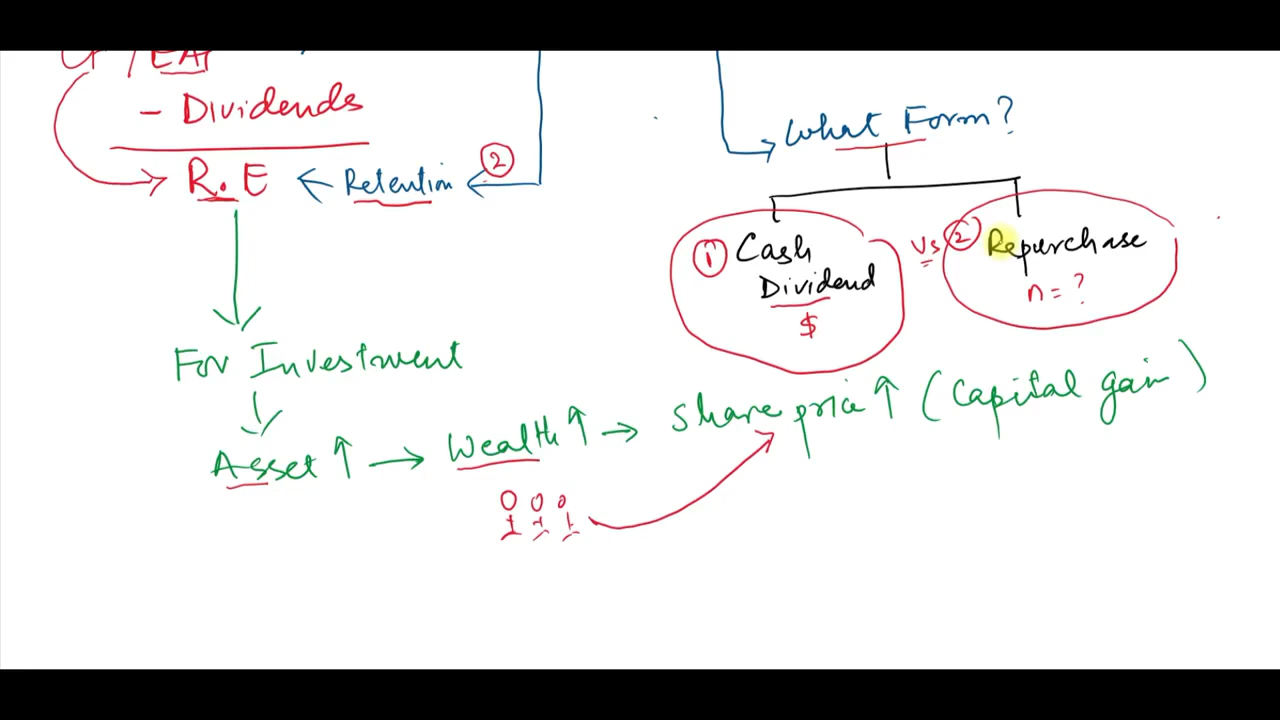 - Dividends
R.E ← Retention ②
For Investment
Asset ↑ → Wealth ↑ → Share price ↑ (Capital gain)
What Form?
① Cash
Dividend
$
Vs
② Repurchase
n = ?